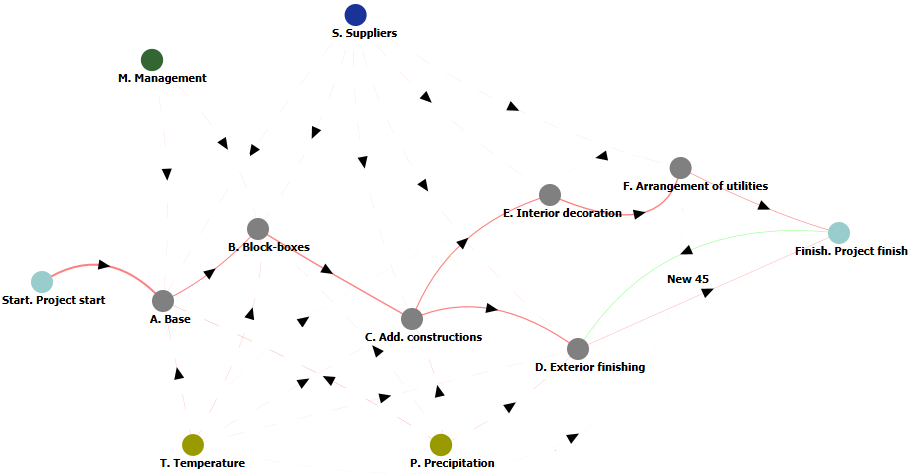 S. Suppliers
M. Management
F. Arrangement of utilities
E. Interior decoration
B. Block-boxes
Finish. Project finish
New 45
Start. Project start
A. Base
C. Add. constructions
D. Exterior finishing
T. Temperature
P. Precipitation